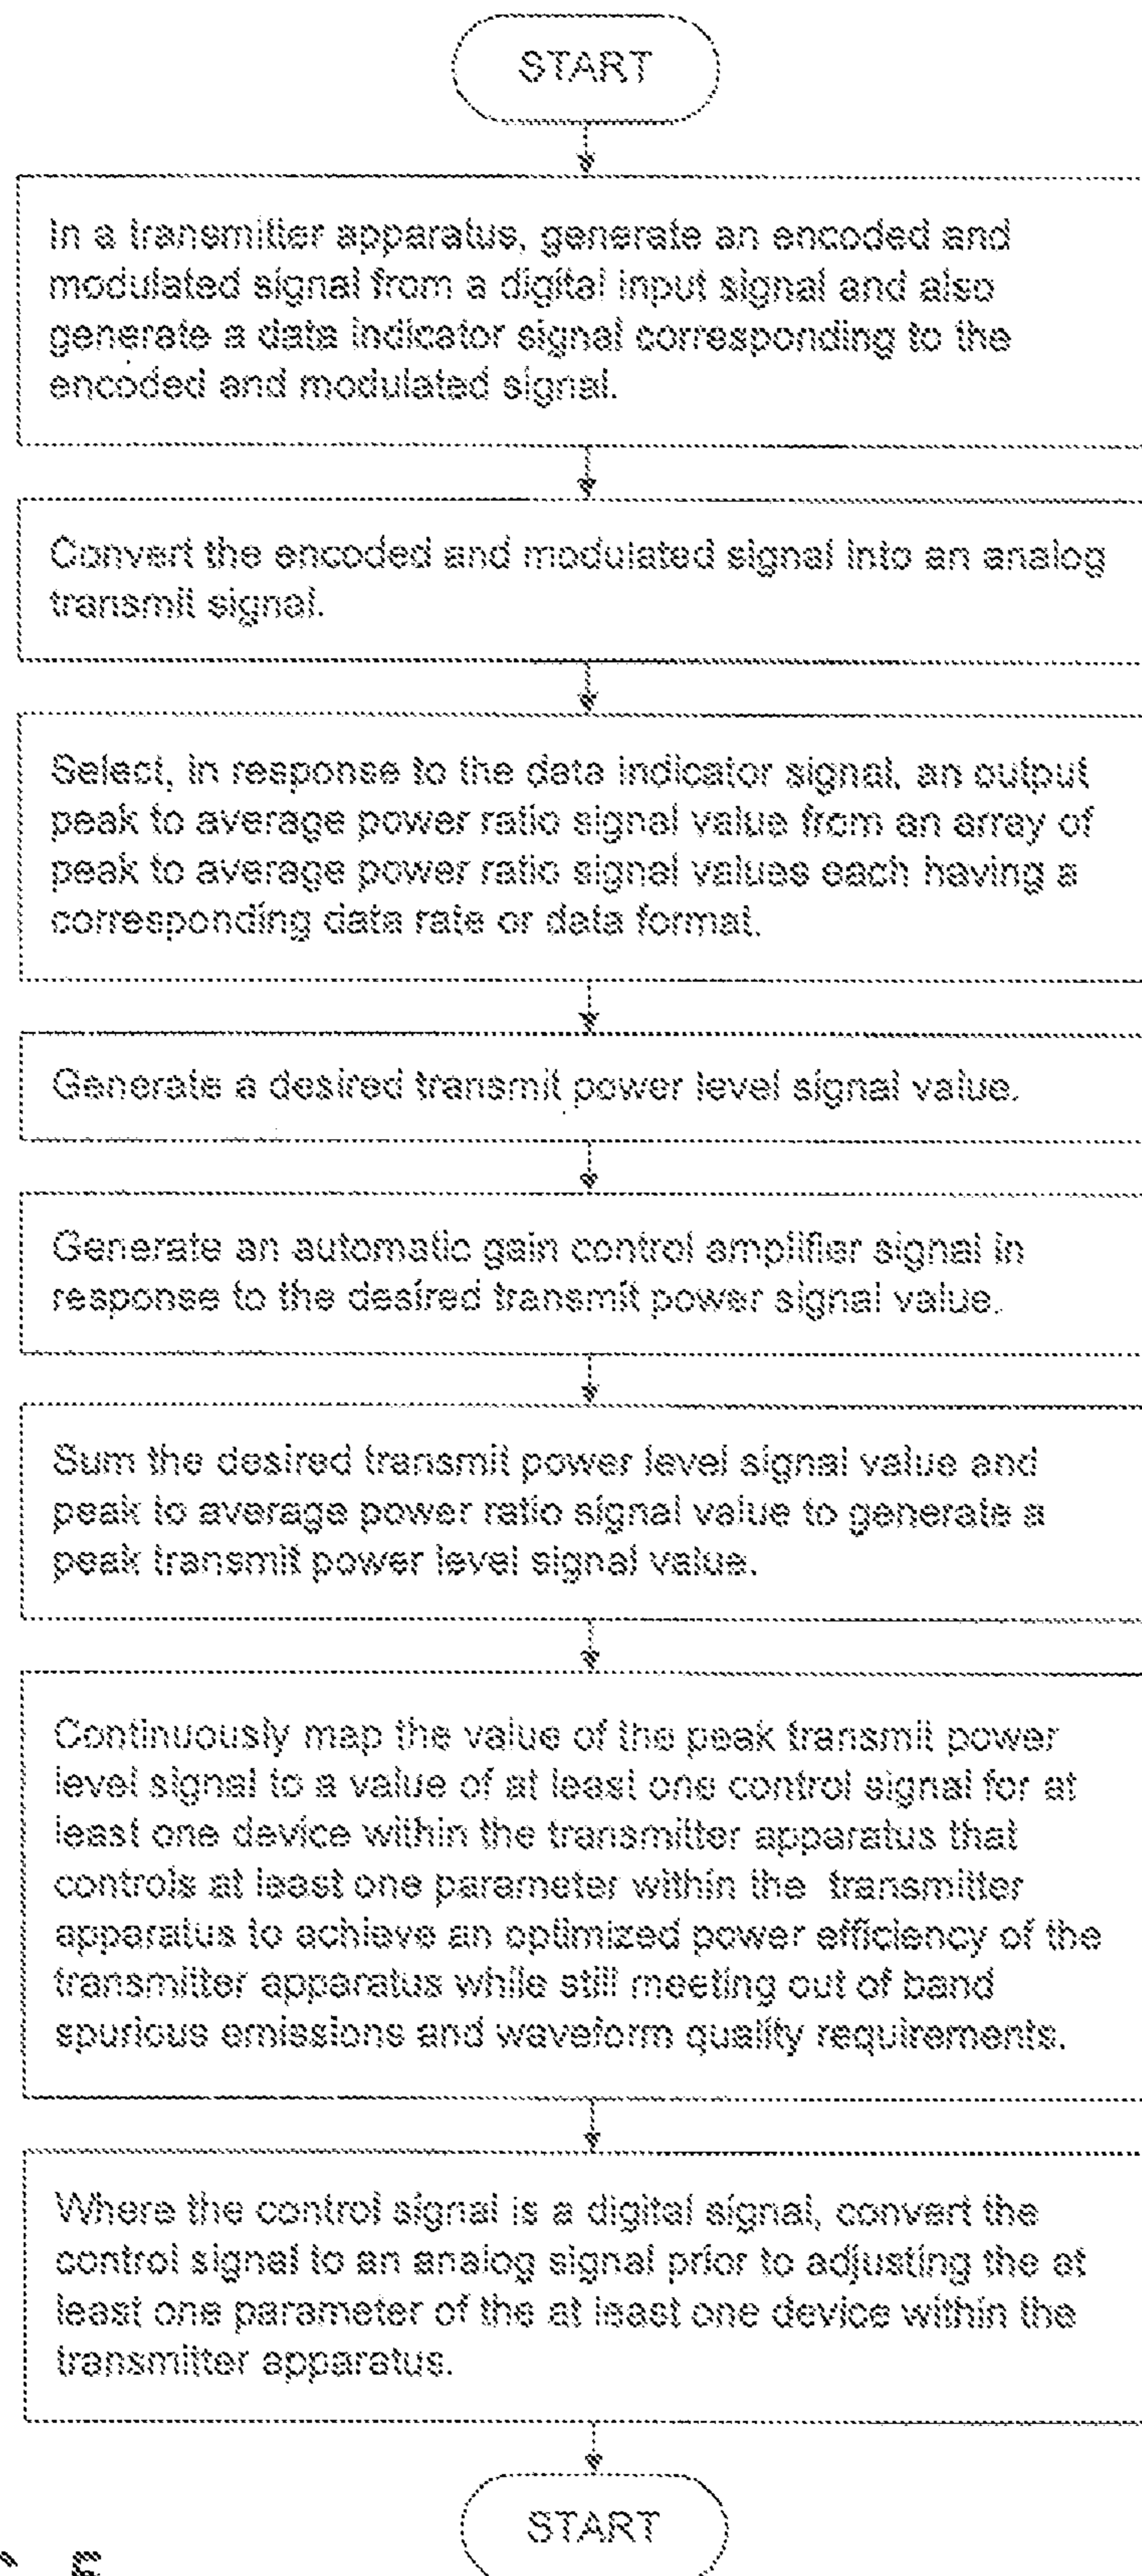 START
In a transmitter apparatus, generate an encoded and
modulated signal from a digital input signal and also
generate a data indicator signal corresponding to the
encoded and modulated signal.
Convert the encoded and modulated signal into an analog
transmit signal.
Select, in response to the data indicator signal, an output
peak to average power ratio signal value from an array of
peak to average power ratio signal values each having a
corresponding data rate or data format.
Generate a desired transmit power level signal value.
Generate an automatic gain control amplifier signal in
response to the desired transmit power signal value.
Sum the desired transmit power level signal value and
peak to average power ratio signal value to generate a
peak transmit power level signal value.
Continuously map the value of the peak transmit power
level signal to a value of at least one control signal for at
least one device within the transmitter apparatus that
controls at least one parameter within the transmitter
apparatus to achieve an optimized power efficiency of the
transmitter apparatus while still meeting out of band
spurious emissions and waveform quality requirements.
Where the control signal is a digital signal, convert the
control signal to an analog signal prior to adjusting the at
least one parameter of the at least one device within the
transmitter apparatus.
START